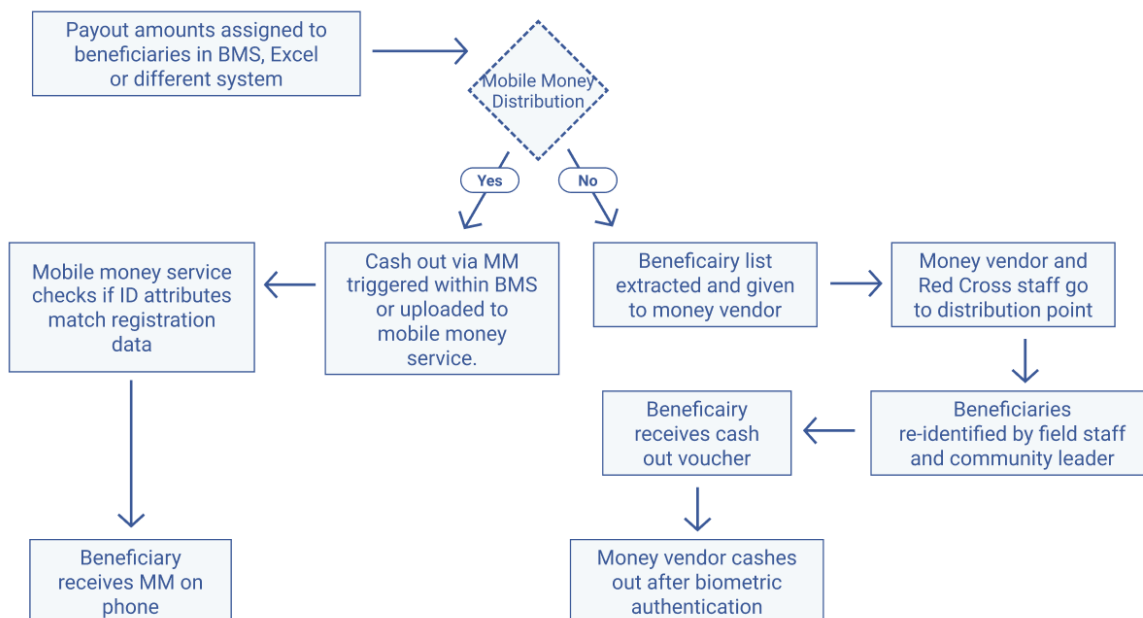 Payout amounts assigned to
beneficiaries in BMS, Excel
or different system
Mobile Money
Distribution
Yes
No
Mobile money service
checks if ID attributes
match registration
data
Cash out via MM
triggered within BMS
or uploaded to
mobile money
service.
Beneficairy list
extracted and given
to money vendor
Money vendor and
Red Cross staff go
to distribution point
Beneficairy
receives cash
out voucher
Beneficiaries
re-identified by field staff
and community leader
Beneficiary
receives MM on
phone
Money vendor cashes
out after biometric
authentication